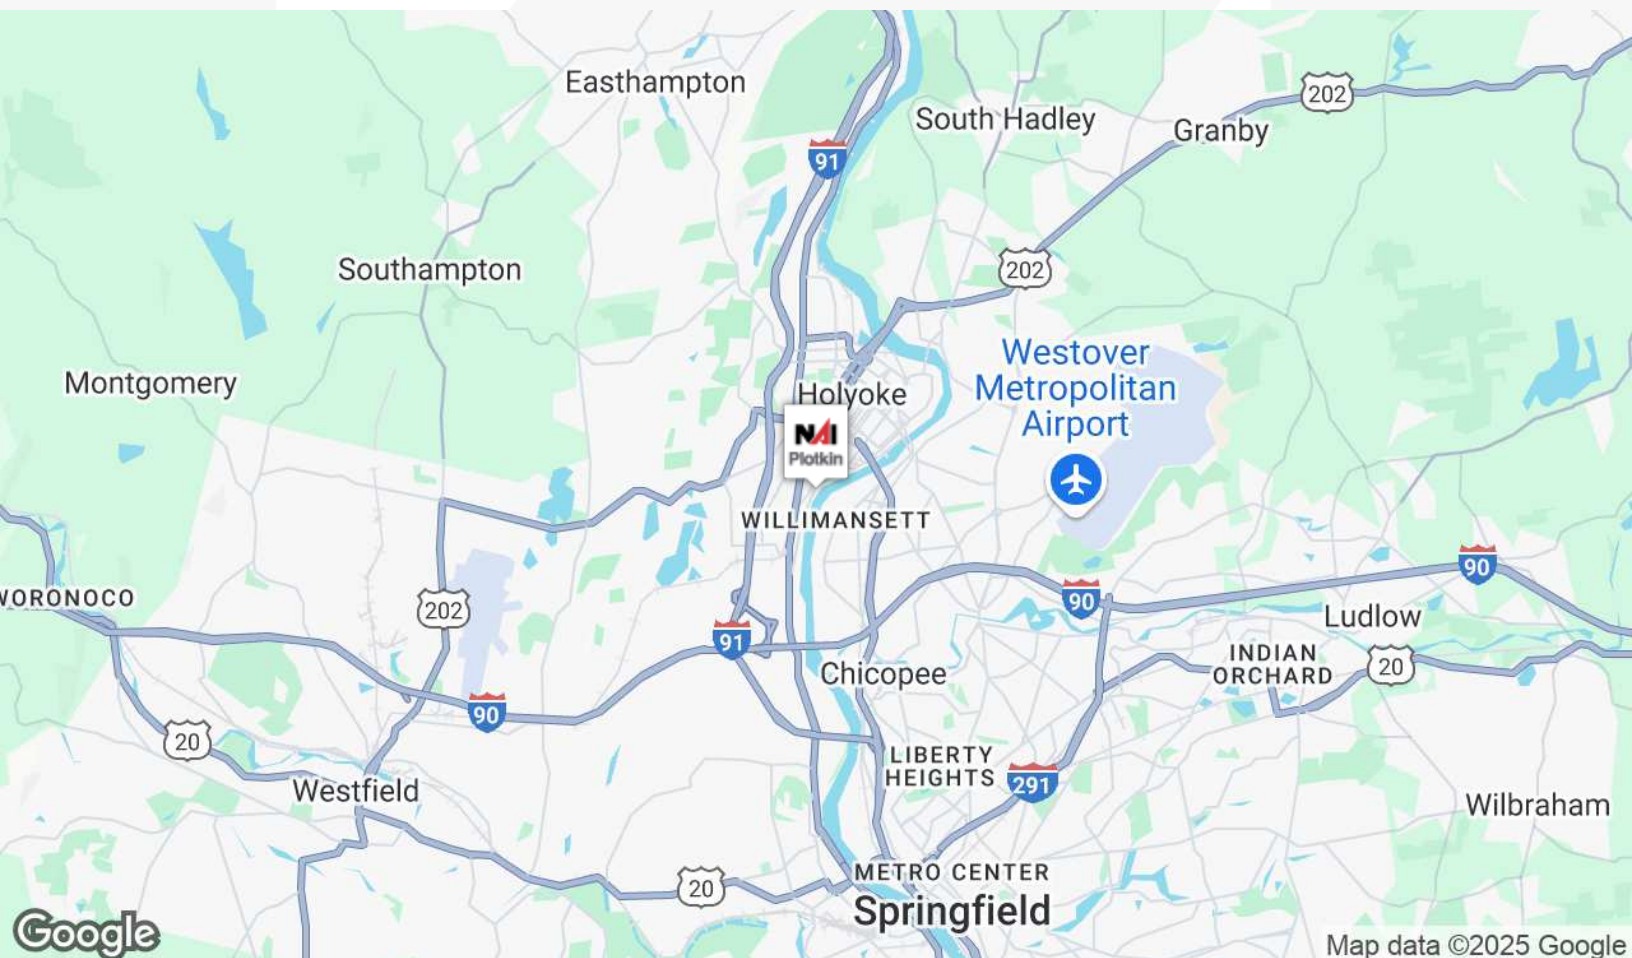 Easthampton
202
South Hadley
Granby
91
Southampton
202
Westover
Metropolitan
Airport
Montgomery
Holyoke
NAI
Plotkin
WILLIMANSETT
90
WORONOCO
202
90
Ludlow
91
INDIAN
ORCHARD
20
Chicopee
90
20
LIBERTY
HEIGHTS
291
Westfield
Wilbraham
METRO CENTER
20
Springfield
Google
Map data ©2025 Google